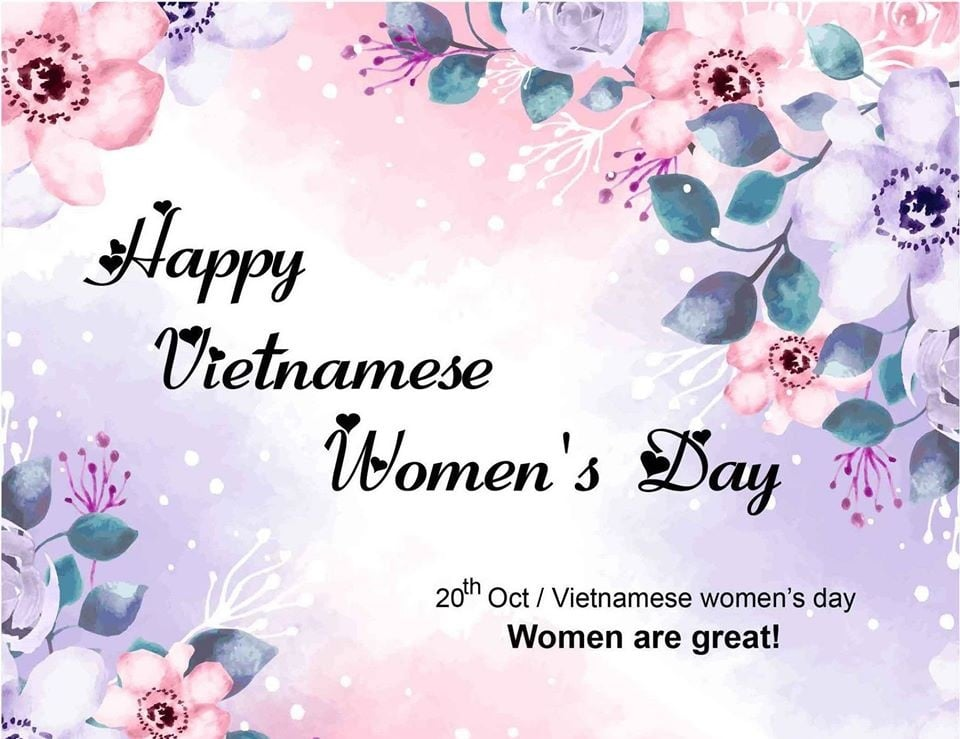 Happy
Vietnamese
Women's Day
20th Oct / Vietnamese women’s day
Women are great!